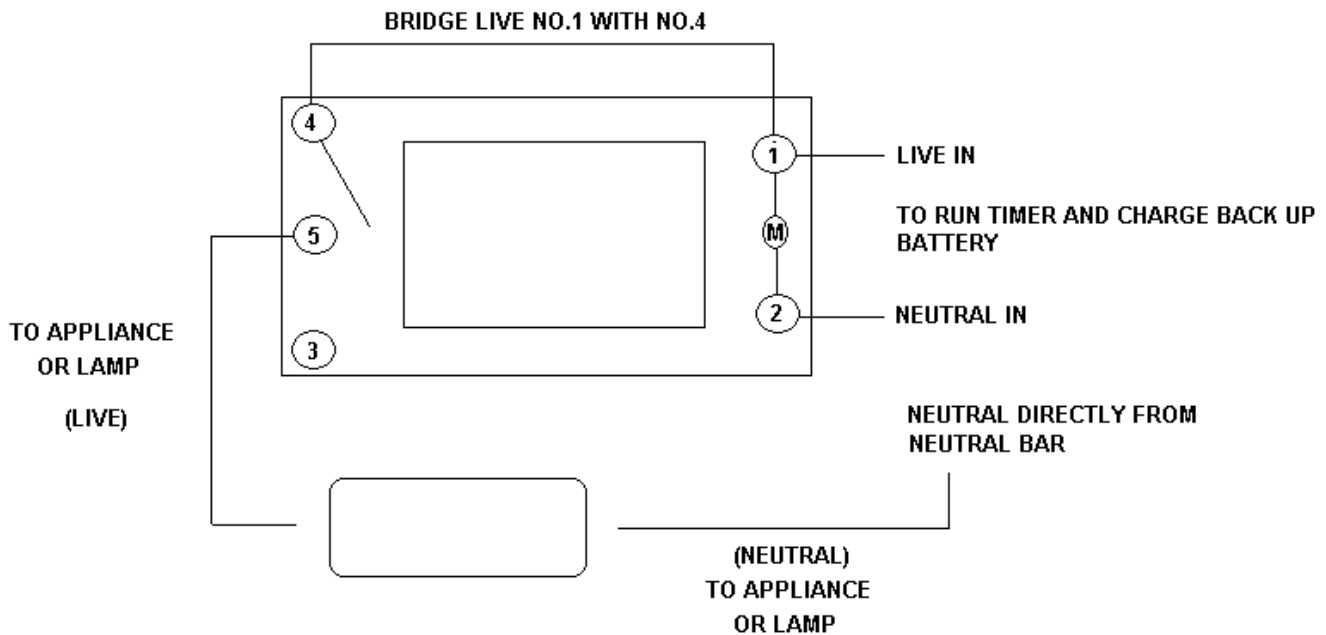 BRIDGE LIVE NO.1 WITH NO.4
4
1
LIVE IN
TO RUN TIMER AND CHARGE BACK UP
BATTERY
5
M
2
NEUTRAL IN
3
TO APPLIANCE
OR LAMP
(LIVE)
NEUTRAL DIRECTLY FROM
NEUTRAL BAR
(NEUTRAL)
TO APPLIANCE
OR LAMP